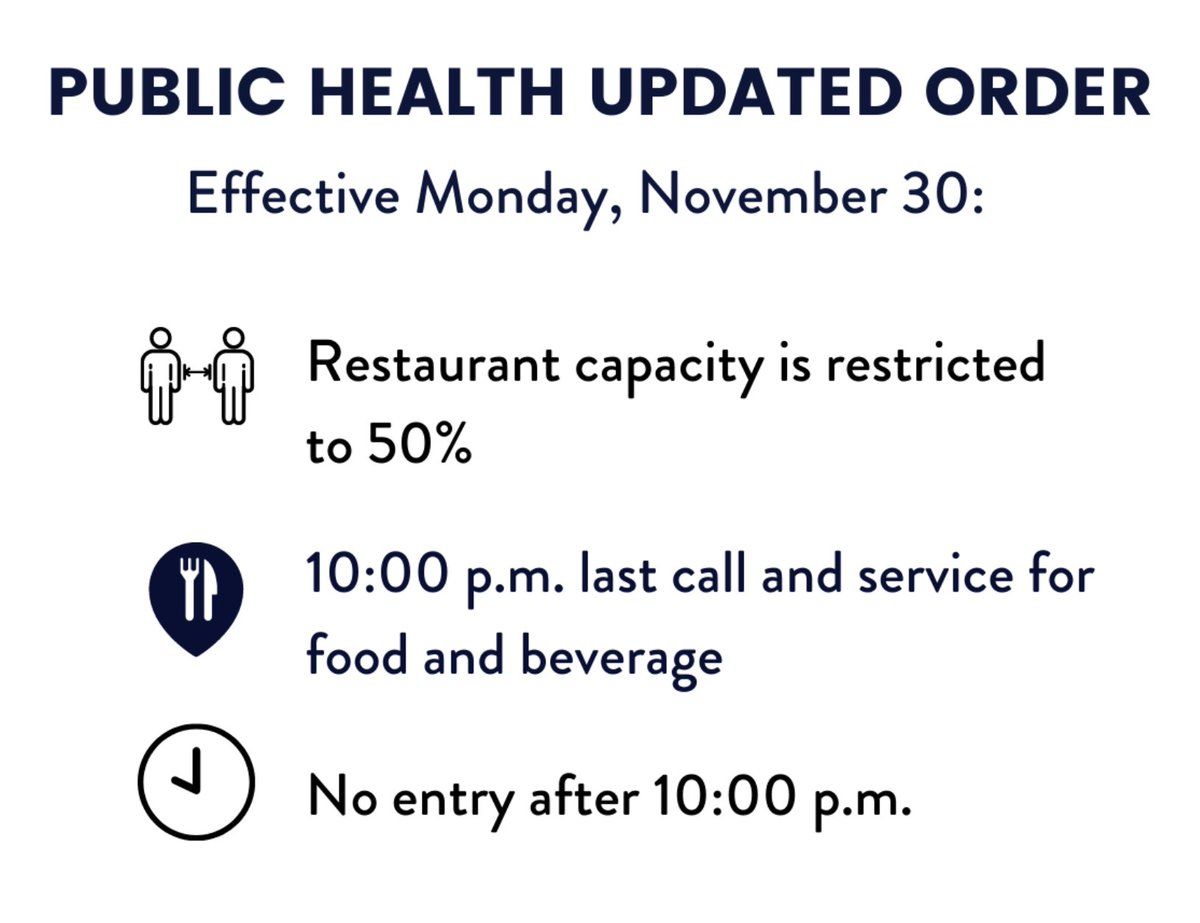 PUBLIC HEALTH UPDATED ORDER
Effective Monday, November 30:
Restaurant capacity is restricted
to 50%
10:00 p.m. last call and service for
food and beverage
No entry after 10:00 p.m.